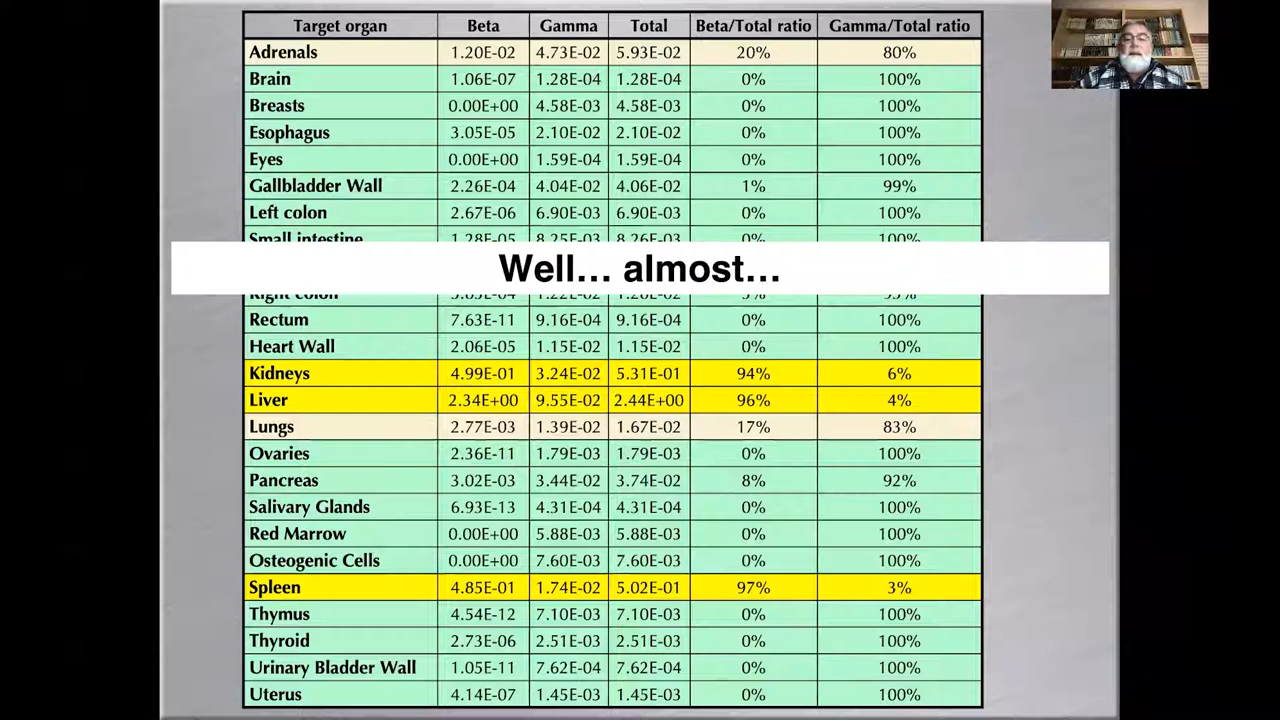 Target organ Beta Gamma Total Beta/Total ratio Gamma/Total ratio
Adrenals 1.20E-02 4.73E-02 5.93E-02 20% 80%
Brain 1.06E-07 1.28E-04 1.28E-04 0% 100%
Breasts 0.00E+00 4.58E-03 4.58E-03 0% 100%
Esophagus 3.05E-05 2.10E-02 2.10E-02 0% 100%
Eyes 0.00E+00 1.59E-04 1.59E-04 0% 100%
Gallbladder Wall 2.26E-04 4.04E-02 4.06E-02 1% 99%
Left colon 2.67E-06 6.90E-03 6.90E-03 0% 100%
Small intestine 1.28E-05 8.25E-03 8.26E-03 0% 100%
Well... almost...
Right colon
Rectum 7.63E-11 9.16E-04 9.16E-04 0% 100%
Heart Wall 2.06E-05 1.15E-02 1.15E-02 0% 100%
Kidneys 4.99E-01 3.24E-02 5.31E-01 94% 6%
Liver 2.34E+00 9.55E-02 2.44E+00 96% 4%
Lungs 2.77E-03 1.39E-02 1.67E-02 17% 83%
Ovaries 2.36E-11 1.79E-03 1.79E-03 0% 100%
Pancreas 3.02E-03 3.44E-02 3.74E-02 8% 92%
Salivary Glands 6.93E-13 4.31E-04 4.31E-04 0% 100%
Red Marrow 0.00E+00 5.88E-03 5.88E-03 0% 100%
Osteogenic Cells 0.00E+00 7.60E-03 7.60E-03 0% 100%
Spleen 4.85E-01 1.74E-02 5.02E-01 97% 3%
Thymus 4.54E-12 7.10E-03 7.10E-03 0% 100%
Thyroid 2.73E-06 2.51E-03 2.51E-03 0% 100%
Urinary Bladder Wall 1.05E-11 7.62E-04 7.62E-04 0% 100%
Uterus 4.14E-07 1.45E-03 1.45E-03 0% 100%